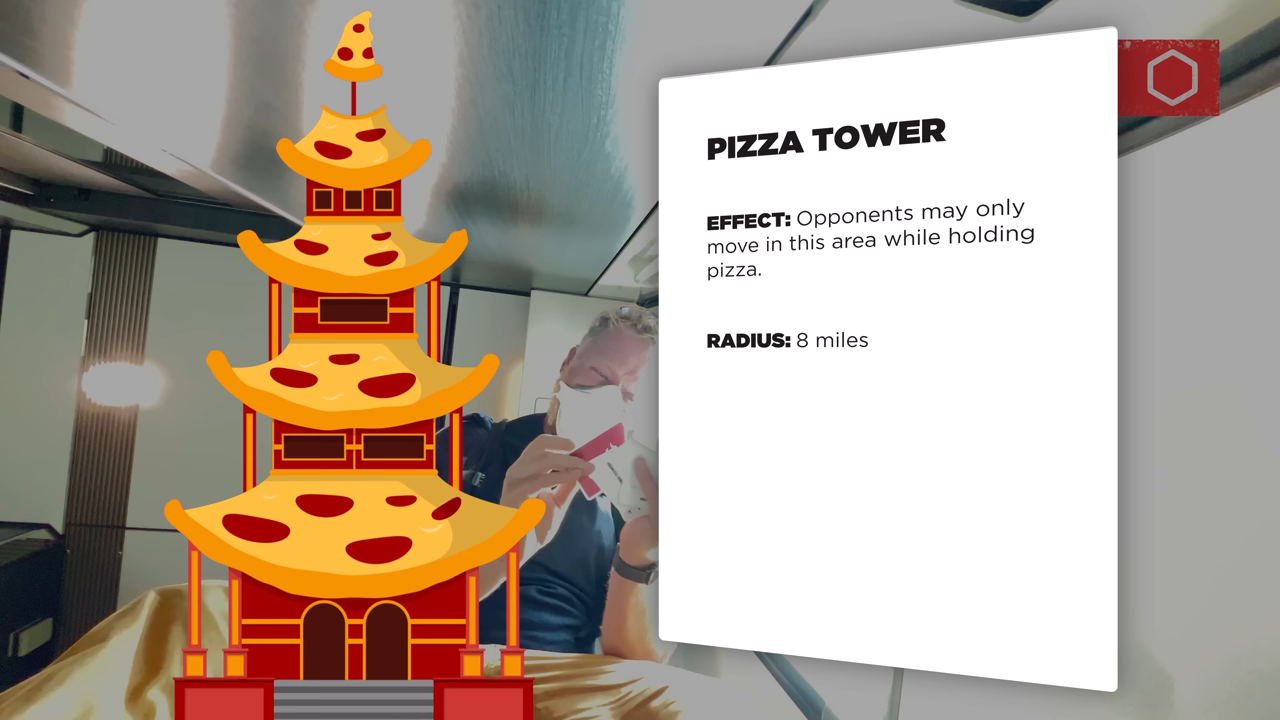 PIZZA TOWER
EFFECT: Opponents may only
move in this area while holding
pizza.
RADIUS: 8 miles